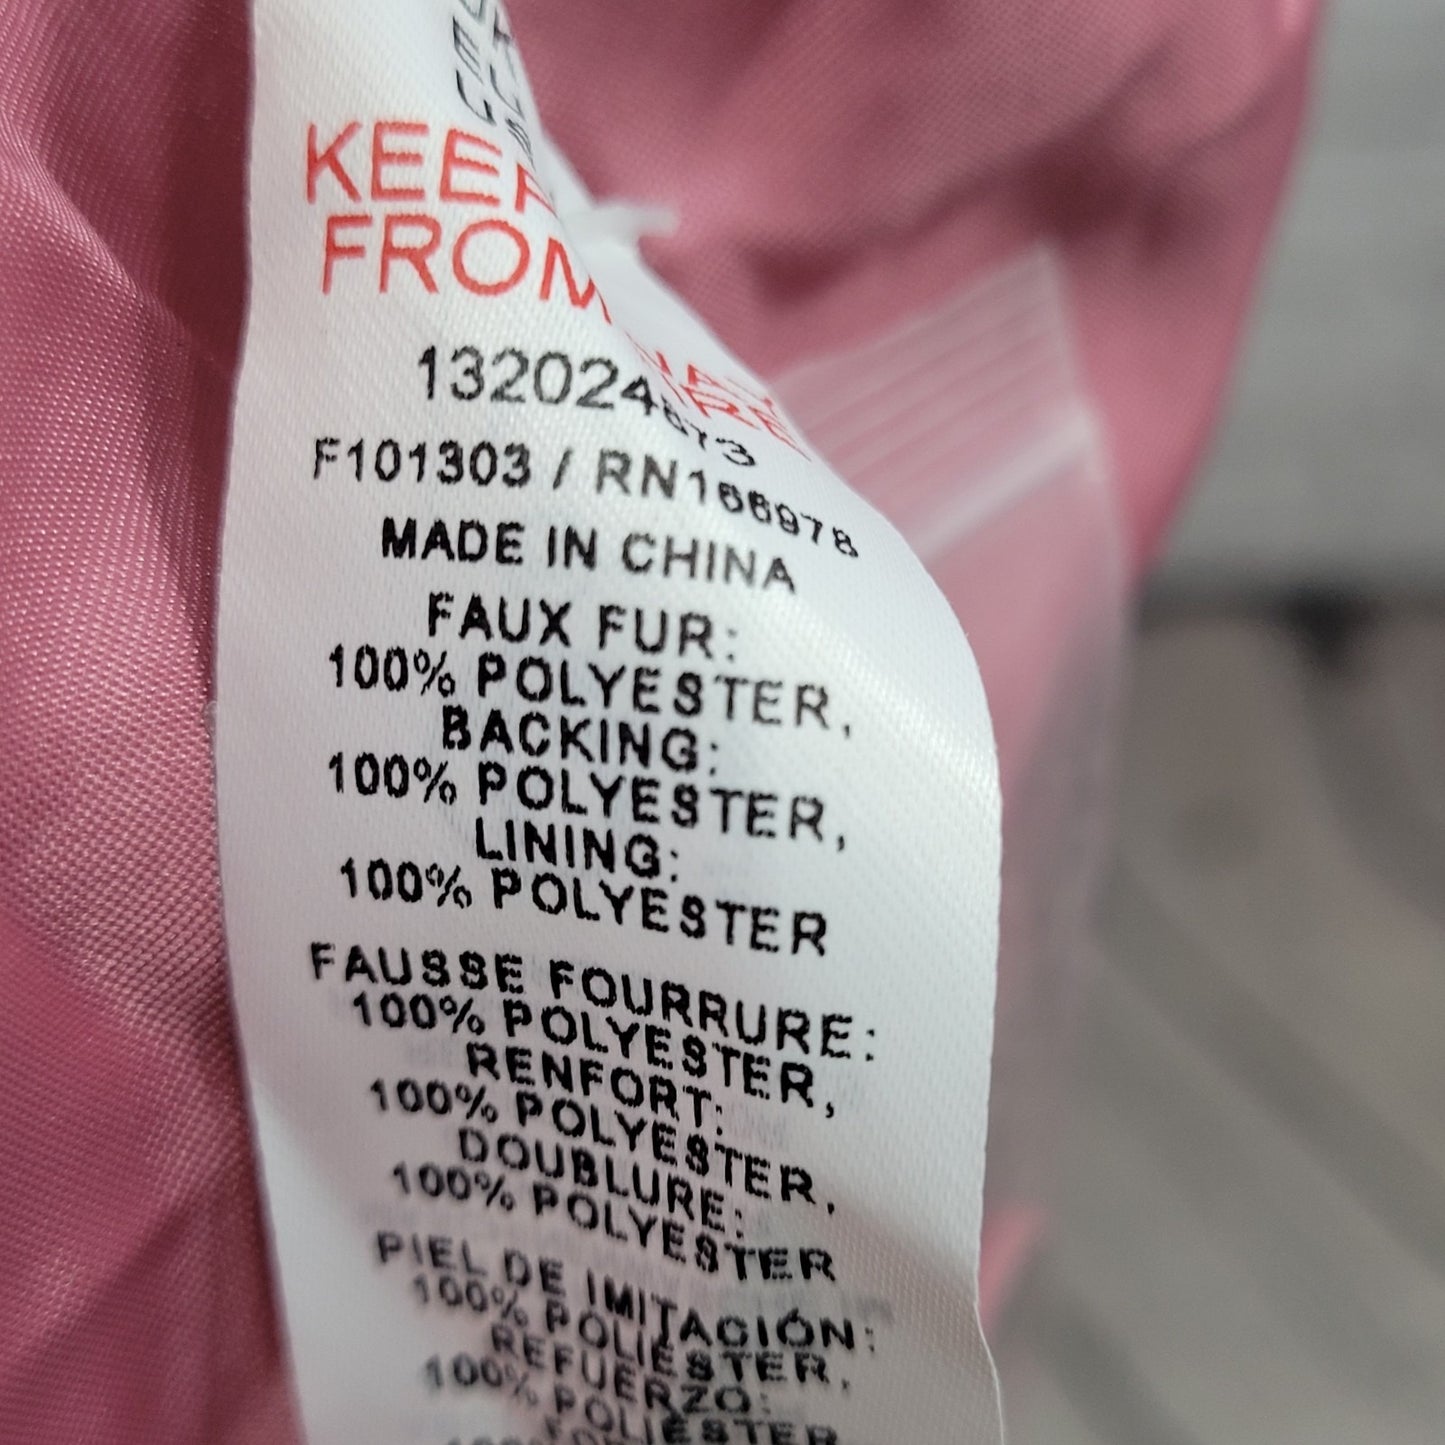 KEEP
FROM
132024673
F101303 / RN166978
MADE IN CHINA
FAUX FUR:
100% POLYESTER,
BACKING:
100% POLYESTER,
LINING:
100% POLYESTER
FAUSSE FOURRURE:
100% POLYESTER,
RENFORT:
100% POLYESTER,
DOUBLURE:
100% POLYESTER
PIEL DE IMITACIÓN:
100% POLIÉSTER,
REFUERZO:
100% POLIÉSTER